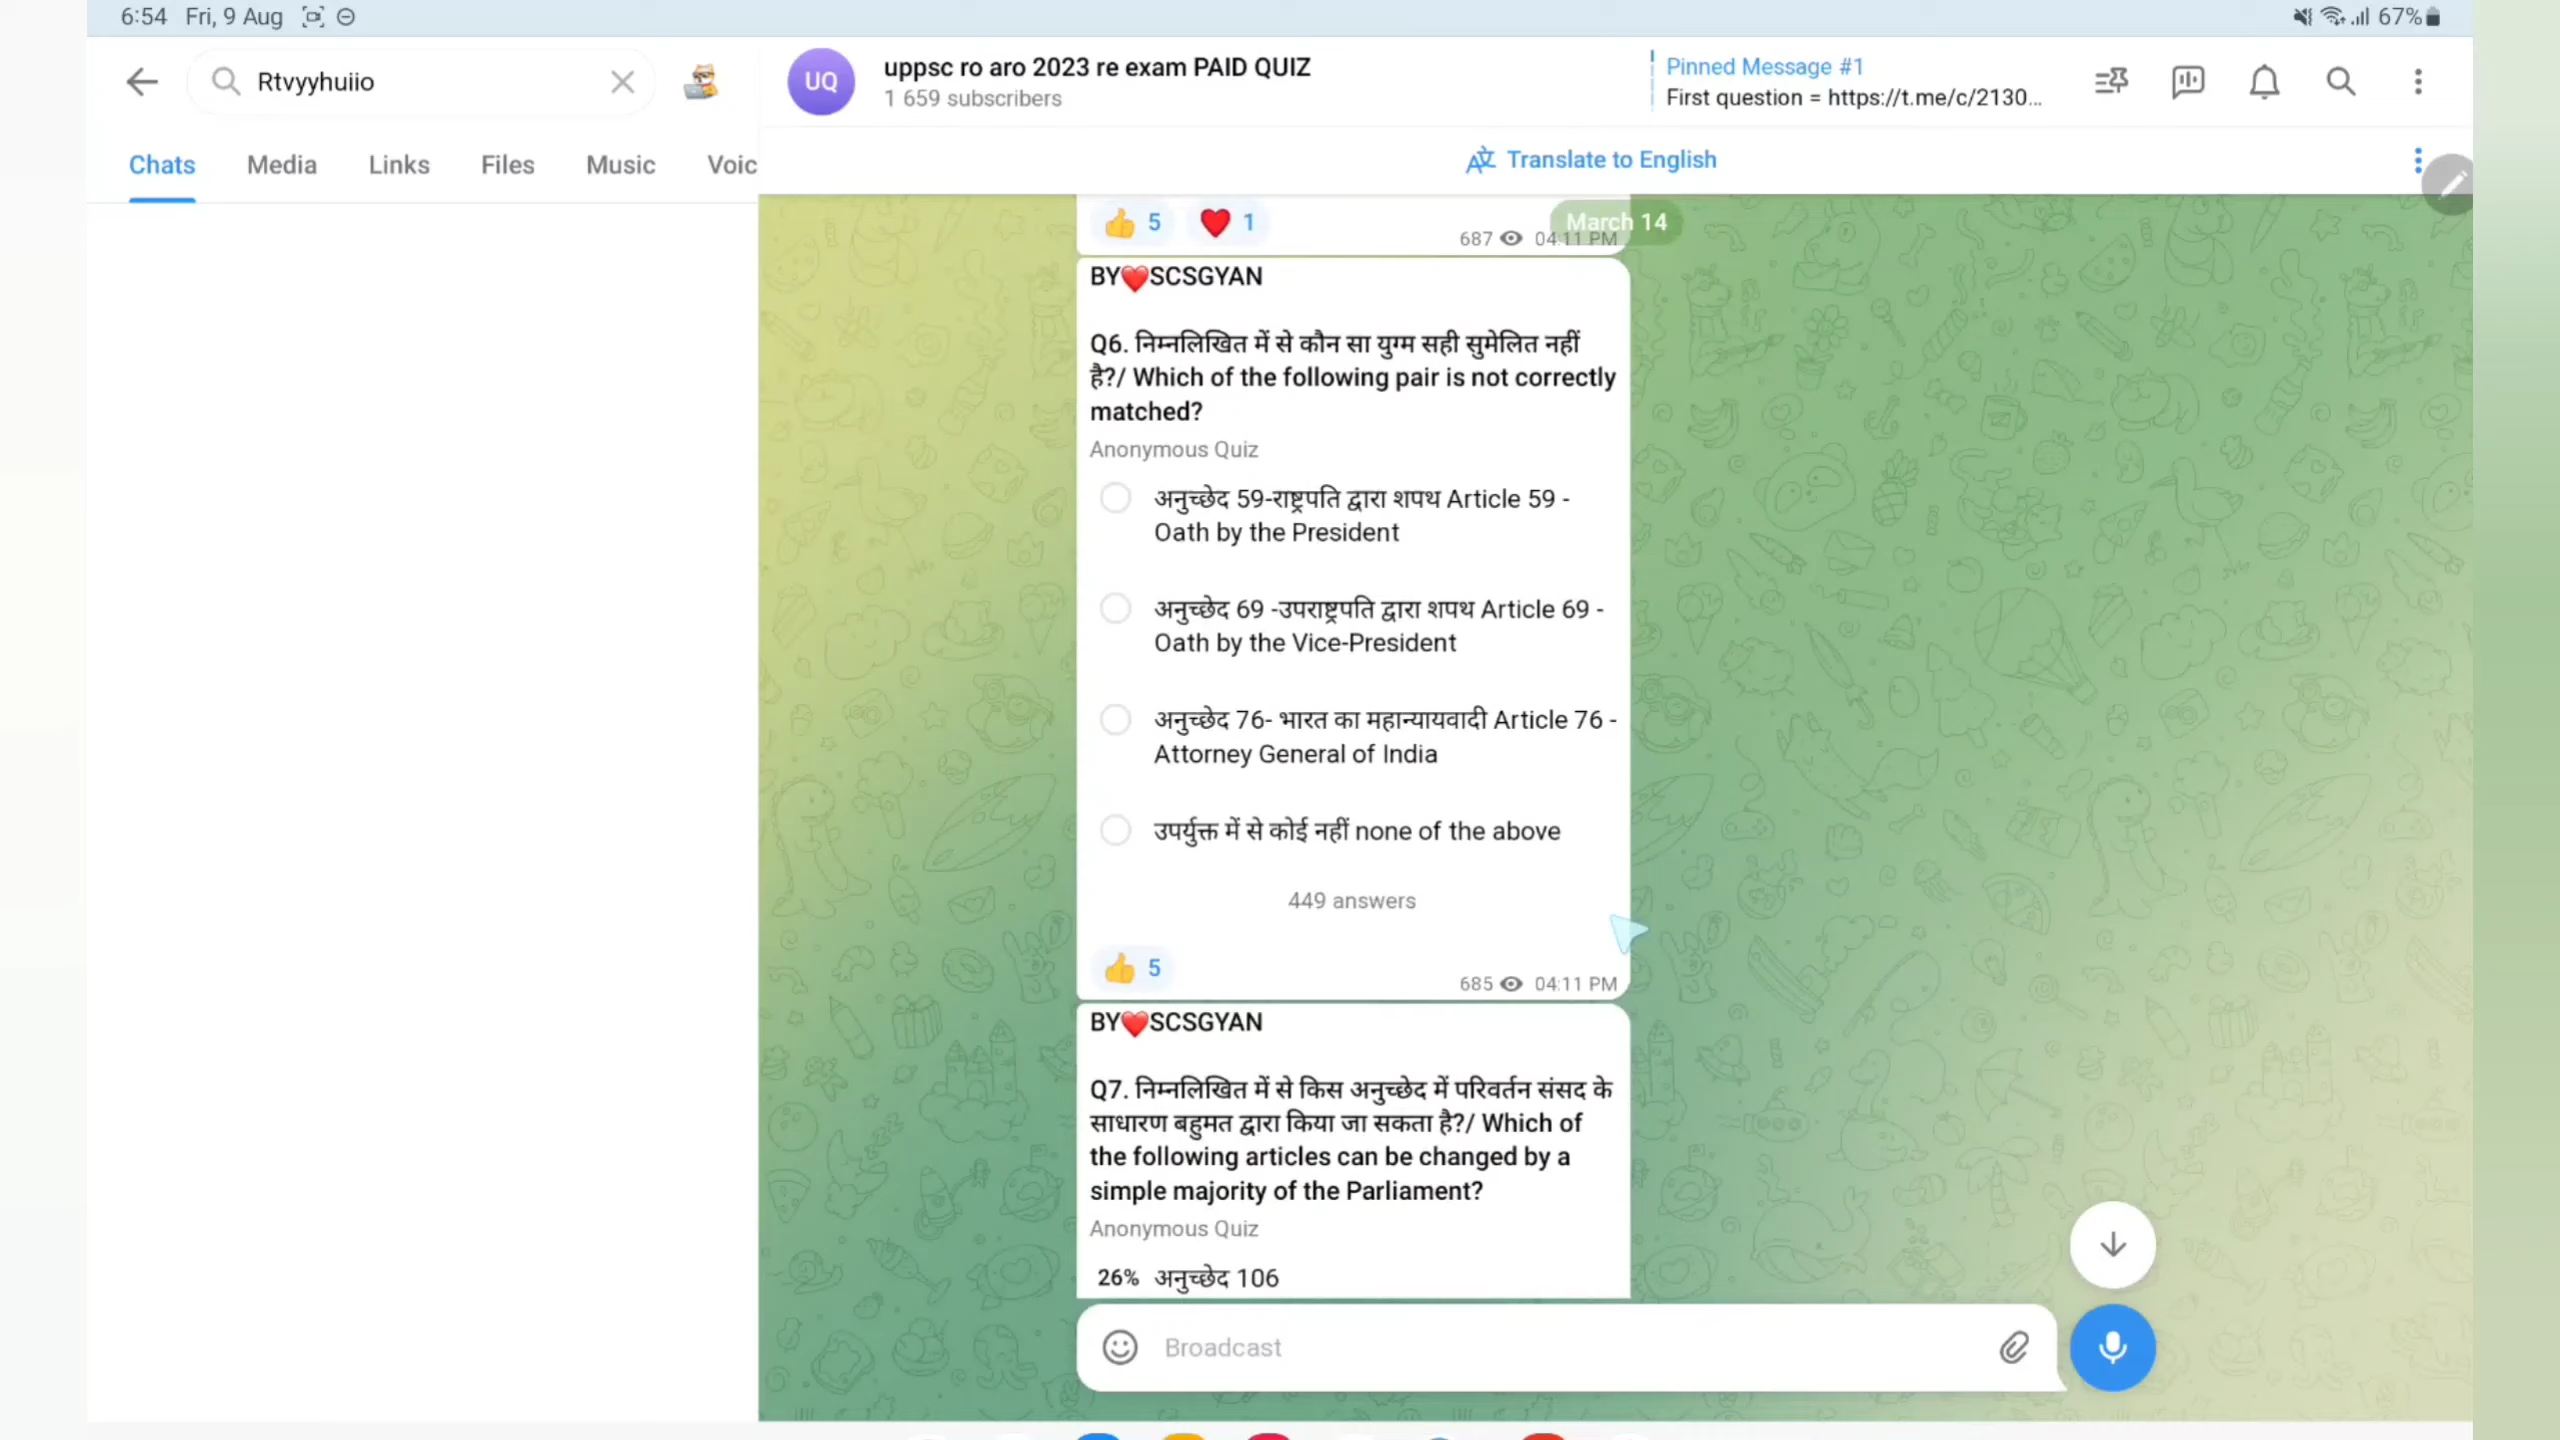 6:54 Fri, 9 Aug
67%
Rtvyyhuiio
UQ
uppsc ro aro 2023 re exam PAID QUIZ
1 659 subscribers
Pinned Message #1
First question = https://t.me/c/2130...
Chats Media Links Files Music Voic
Translate to English
👍 5 ❤️ 1
March 14
687 04:11 PM
BY❤️SCSGYAN
Q6. निम्नलिखित में से कौन सा युग्म सही सुमेलित नहीं
है?/ Which of the following pair is not correctly
matched?
Anonymous Quiz
अनुच्छेद 59-राष्ट्रपति द्वारा शपथ Article 59 -
Oath by the President
अनुच्छेद 69 -उपराष्ट्रपति द्वारा शपथ Article 69 -
Oath by the Vice-President
अनुच्छेद 76- भारत का महान्यायवादी Article 76 -
Attorney General of India
उपर्युक्त में से कोई नहीं none of the above
449 answers
👍 5
685 04:11 PM
BY❤️SCSGYAN
Q7. निम्नलिखित में से किस अनुच्छेद में परिवर्तन संसद के
साधारण बहुमत द्वारा किया जा सकता है?/ Which of
the following articles can be changed by a
simple majority of the Parliament?
Anonymous Quiz
26% अनुच्छेद 106
Broadcast